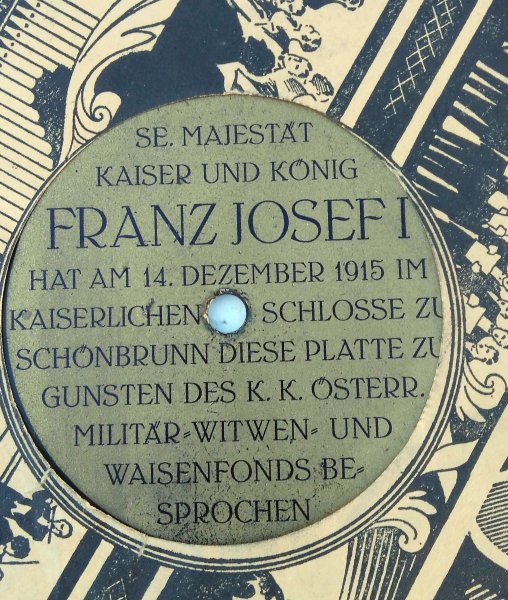 SE. MAJESTÄT
KAISER UND KÖNIG
FRANZ JOSEF I
HAT AM 14. DEZEMBER 1915 IM
KAISERLICHEN SCHLOSSE ZU
SCHÖNBRUNN DIESE PLATTE ZU
GUNSTEN DES K. K. ÖSTERR.
MILITÄR-WITWEN- UND
WAISENFONDS BE-
SPROCHEN